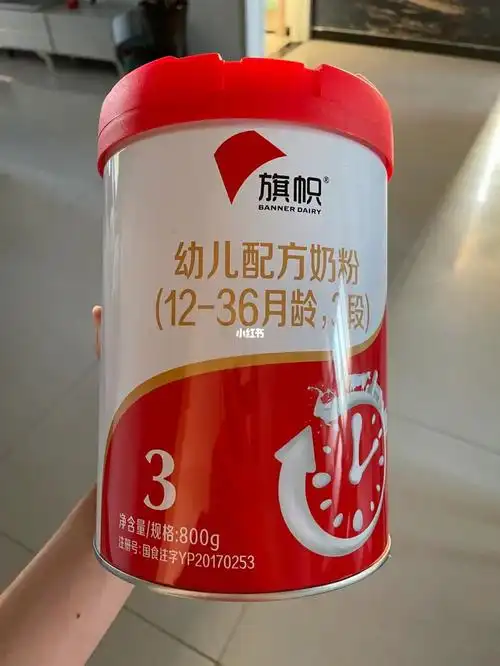 旗帜®
BANNER DAIRY
幼儿配方奶粉
(12-36月龄,3段)
小红书
3
净含量/规格:800g
注册号:国食注字YP20170253